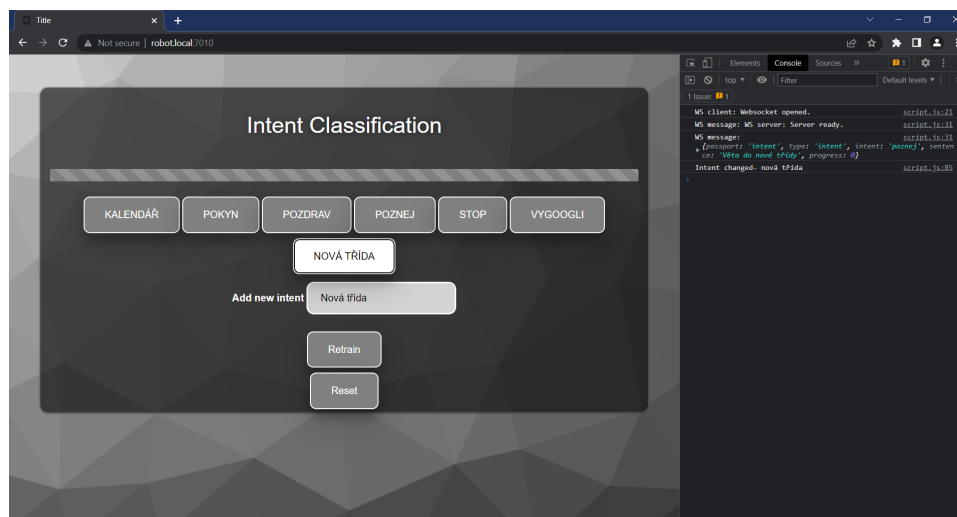 Title
Not secure | robot.local:7010
Elements Console Sources
1
top Filter Default levels
1 Issue: 1
WS client: Websocket opened. script.js:21
WS message: WS server: Server ready. script.js:31
WS message: script.js:31
{passport: 'intent', type: 'intent', intent: 'poznej', senten
ce: 'Věta do nové třídy', progress: 0}
Intent changed- nová třída script.js:85
Intent Classification
KALENDÁŘ POKYN POZDRAV POZNEJ STOP VYGOOGLI
NOVÁ TŘÍDA
Add new intent Nová třída
Retrain
Reset